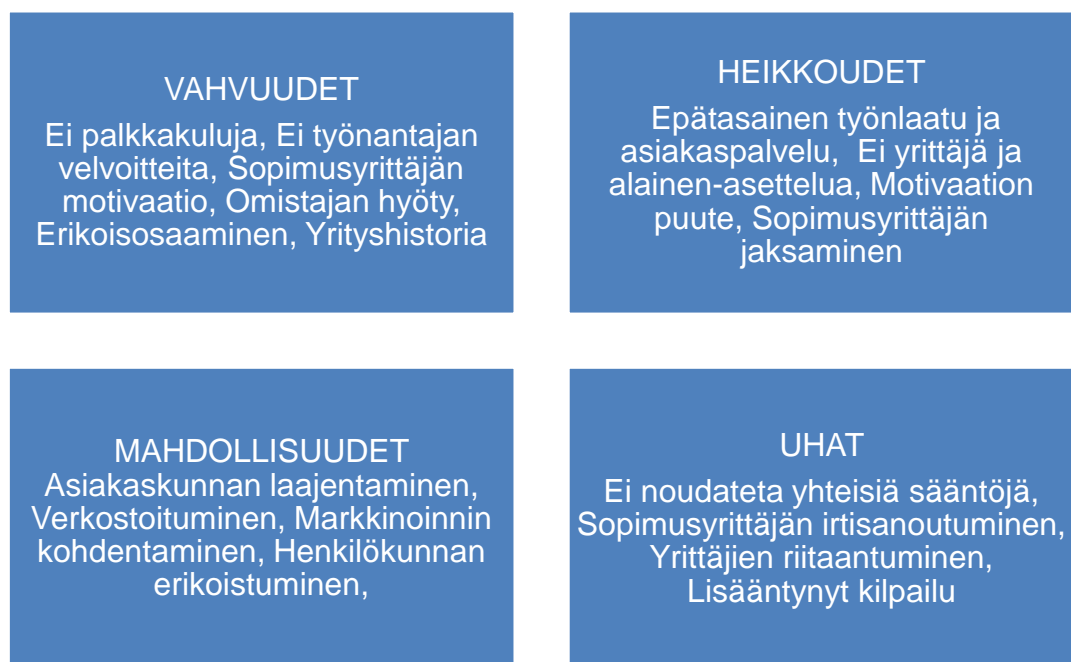 VAHVUUDET
Ei palkkakuluja, Ei työnantajan
velvoitteita, Sopimusyrittäjän
motivaatio, Omistajan hyöty,
Erikoisosaaminen, Yrityshistoria
HEIKKOUDET
Epätasainen työnlaatu ja
asiakaspalvelu, Ei yrittäjä ja
alainen-asettelua, Motivaation
puute, Sopimusyrittäjän
jaksaminen
MAHDOLLISUUDET
Asiakaskunnan laajentaminen,
Verkostoituminen, Markkinoinnin
kohdentaminen, Henkilökunnan
erikoistuminen,
UHAT
Ei noudateta yhteisiä sääntöjä,
Sopimusyrittäjän irtisanoutuminen,
Yrittäjien riitaantuminen,
Lisääntynyt kilpailu